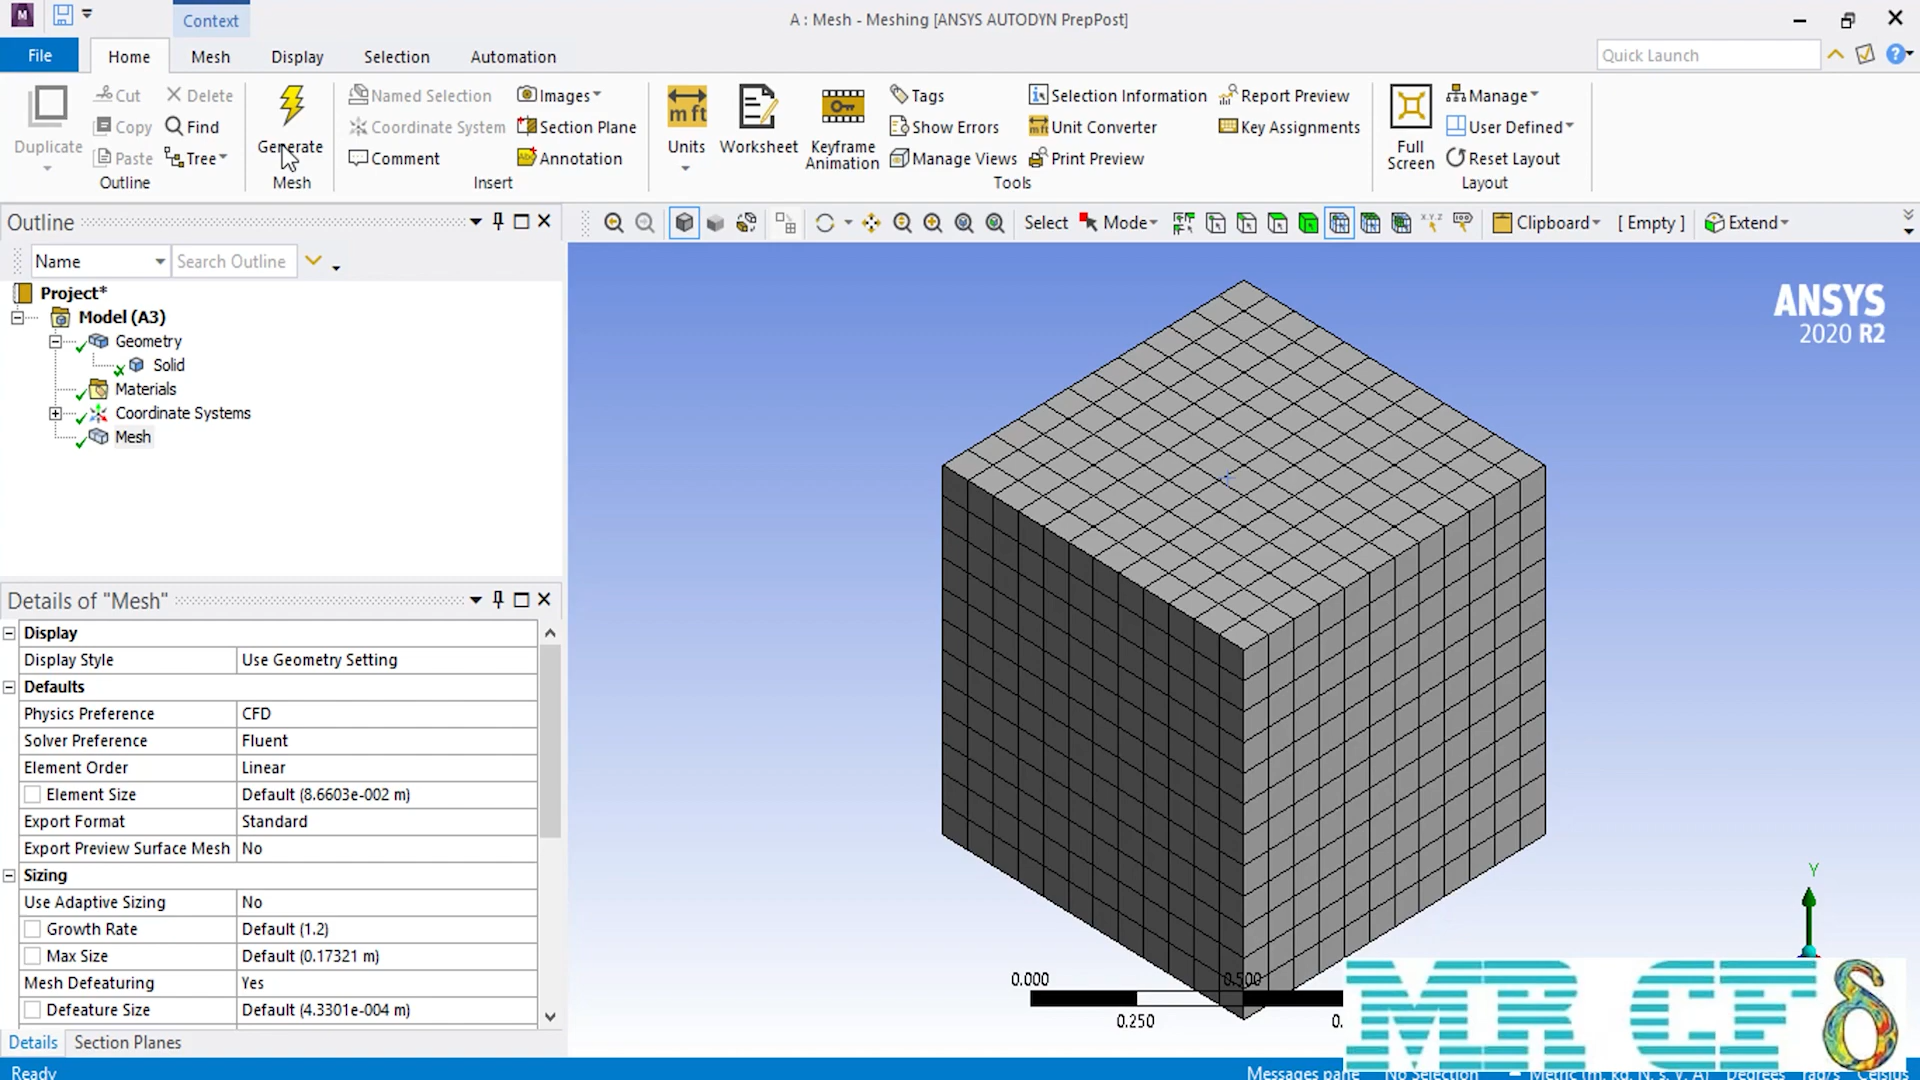 Context
A : Mesh - Meshing [ANSYS AUTODYN PrepPost]
File Home Mesh Display Selection Automation Quick Launch
Duplicate Cut Copy Paste Delete Find Tree
Outline
Generate
Mesh
Named Selection Images
Coordinate System Section Plane
Comment Annotation
Insert
Units Worksheet Keyframe Animation
Tags Selection Information Report Preview
Show Errors Unit Converter Key Assignments
Manage Views Print Preview
Tools
Full Screen
Manage
User Defined
Reset Layout
Layout
Outline
Select Mode Clipboard [ Empty ] Extend
Name Search Outline
Project*
Model (A3)
Geometry
Solid
Materials
Coordinate Systems
Mesh
ANSYS
2020 R2
Details of "Mesh"
Display
Display Style Use Geometry Setting
Defaults
Physics Preference CFD
Solver Preference Fluent
Element Order Linear
Element Size Default (8.6603e-002 m)
Export Format Standard
Export Preview Surface Mesh No
Sizing
Use Adaptive Sizing No
Growth Rate Default (1.2)
Max Size Default (0.17321 m)
Mesh Defeaturing Yes
Defeature Size Default (4.3301e-004 m)
Y
0.000 0.500
0.250 0.
MR CF
Details Section Planes
Ready Messages pane No Selection Metric (m, kg, N, s, V, A) Degrees rad/s Celsius